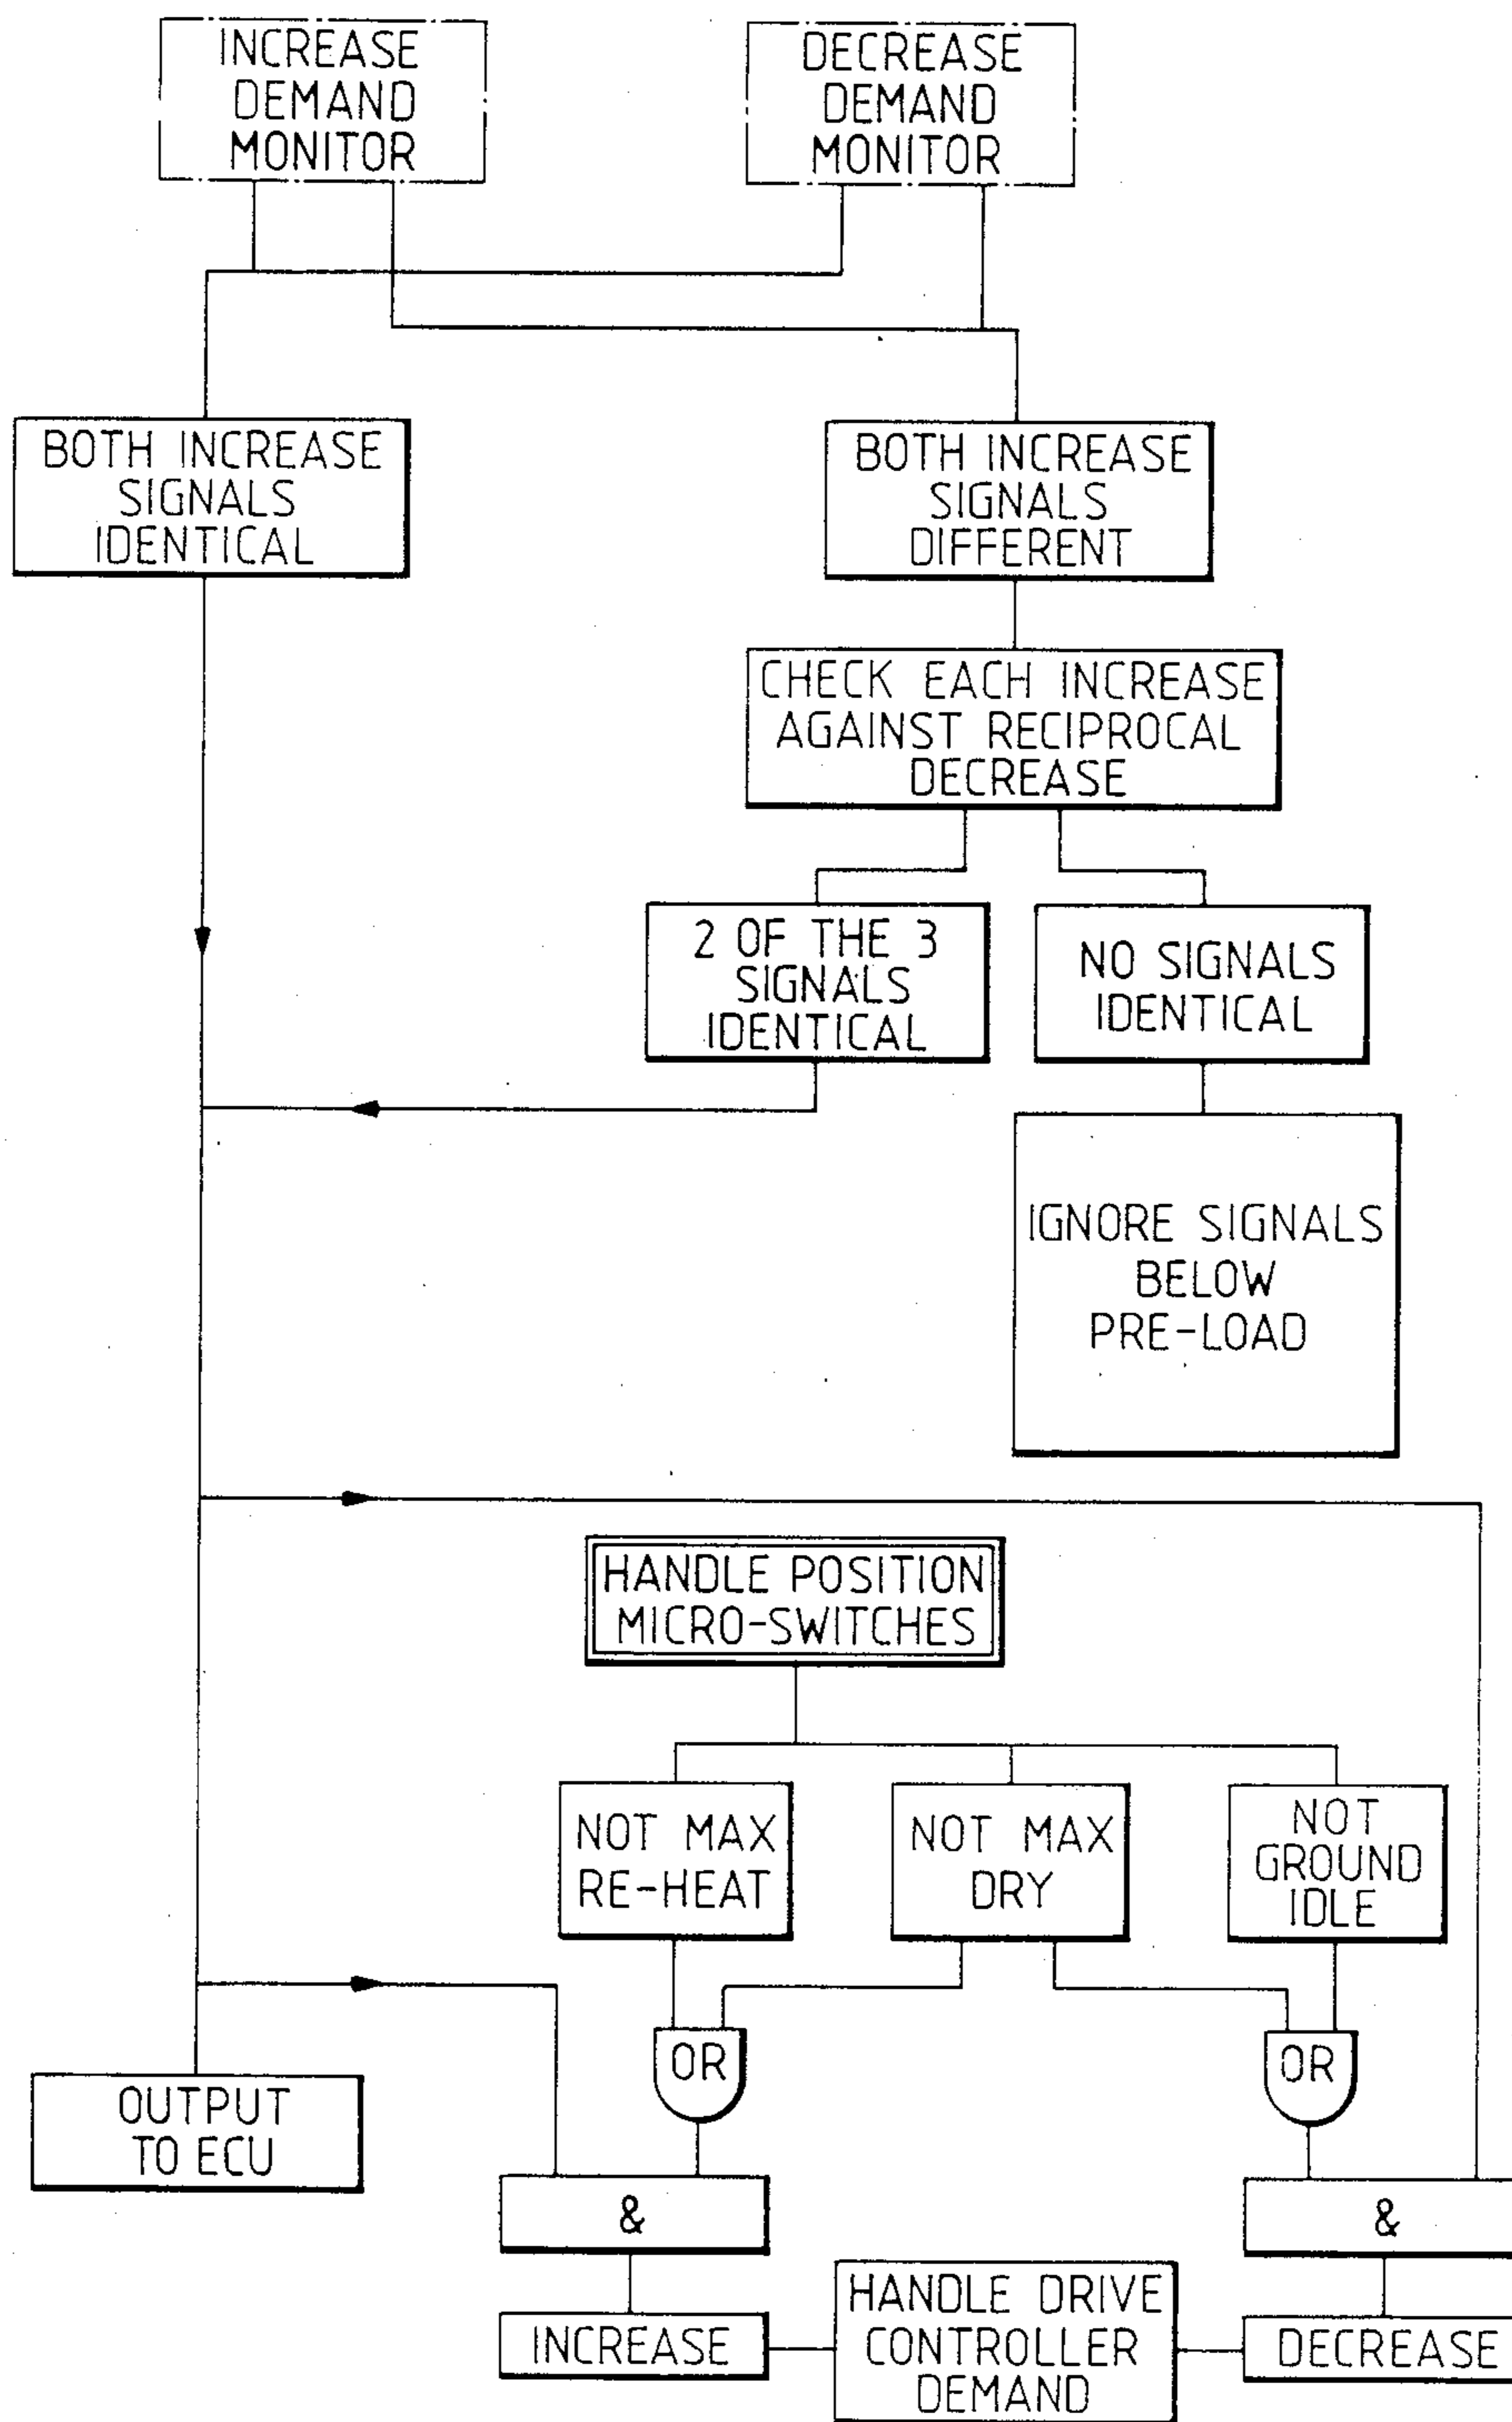 INCREASE
DEMAND
MONITOR
DECREASE
DEMAND
MONITOR
BOTH INCREASE
SIGNALS
IDENTICAL
BOTH INCREASE
SIGNALS
DIFFERENT
CHECK EACH INCREASE
AGAINST RECIPROCAL
DECREASE
2 OF THE 3
SIGNALS
IDENTICAL
NO SIGNALS
IDENTICAL
IGNORE SIGNALS
BELOW
PRE-LOAD
HANDLE POSITION
MICRO-SWITCHES
NOT MAX
RE-HEAT
NOT MAX
DRY
NOT
GROUND
IDLE
OR
OR
OUTPUT
TO ECU
&
&
INCREASE
HANDLE DRIVE
CONTROLLER
DEMAND
DECREASE